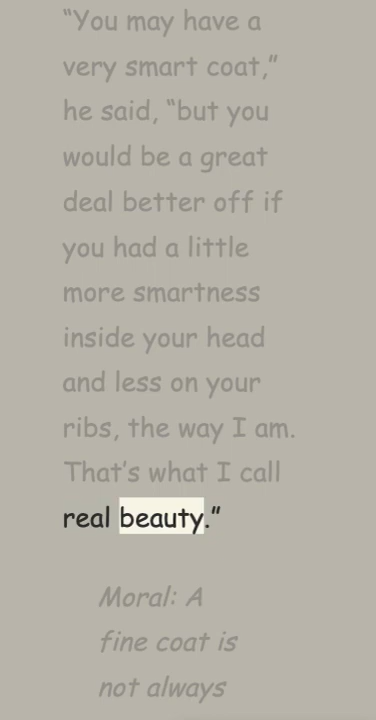 “You may have a
very smart coat,”
he said, “but you
would be a great
deal better off if
you had a little
more smartness
inside your head
and less on your
ribs, the way I am.
That’s what I call
real beauty.”
Moral: A
fine coat is
not always